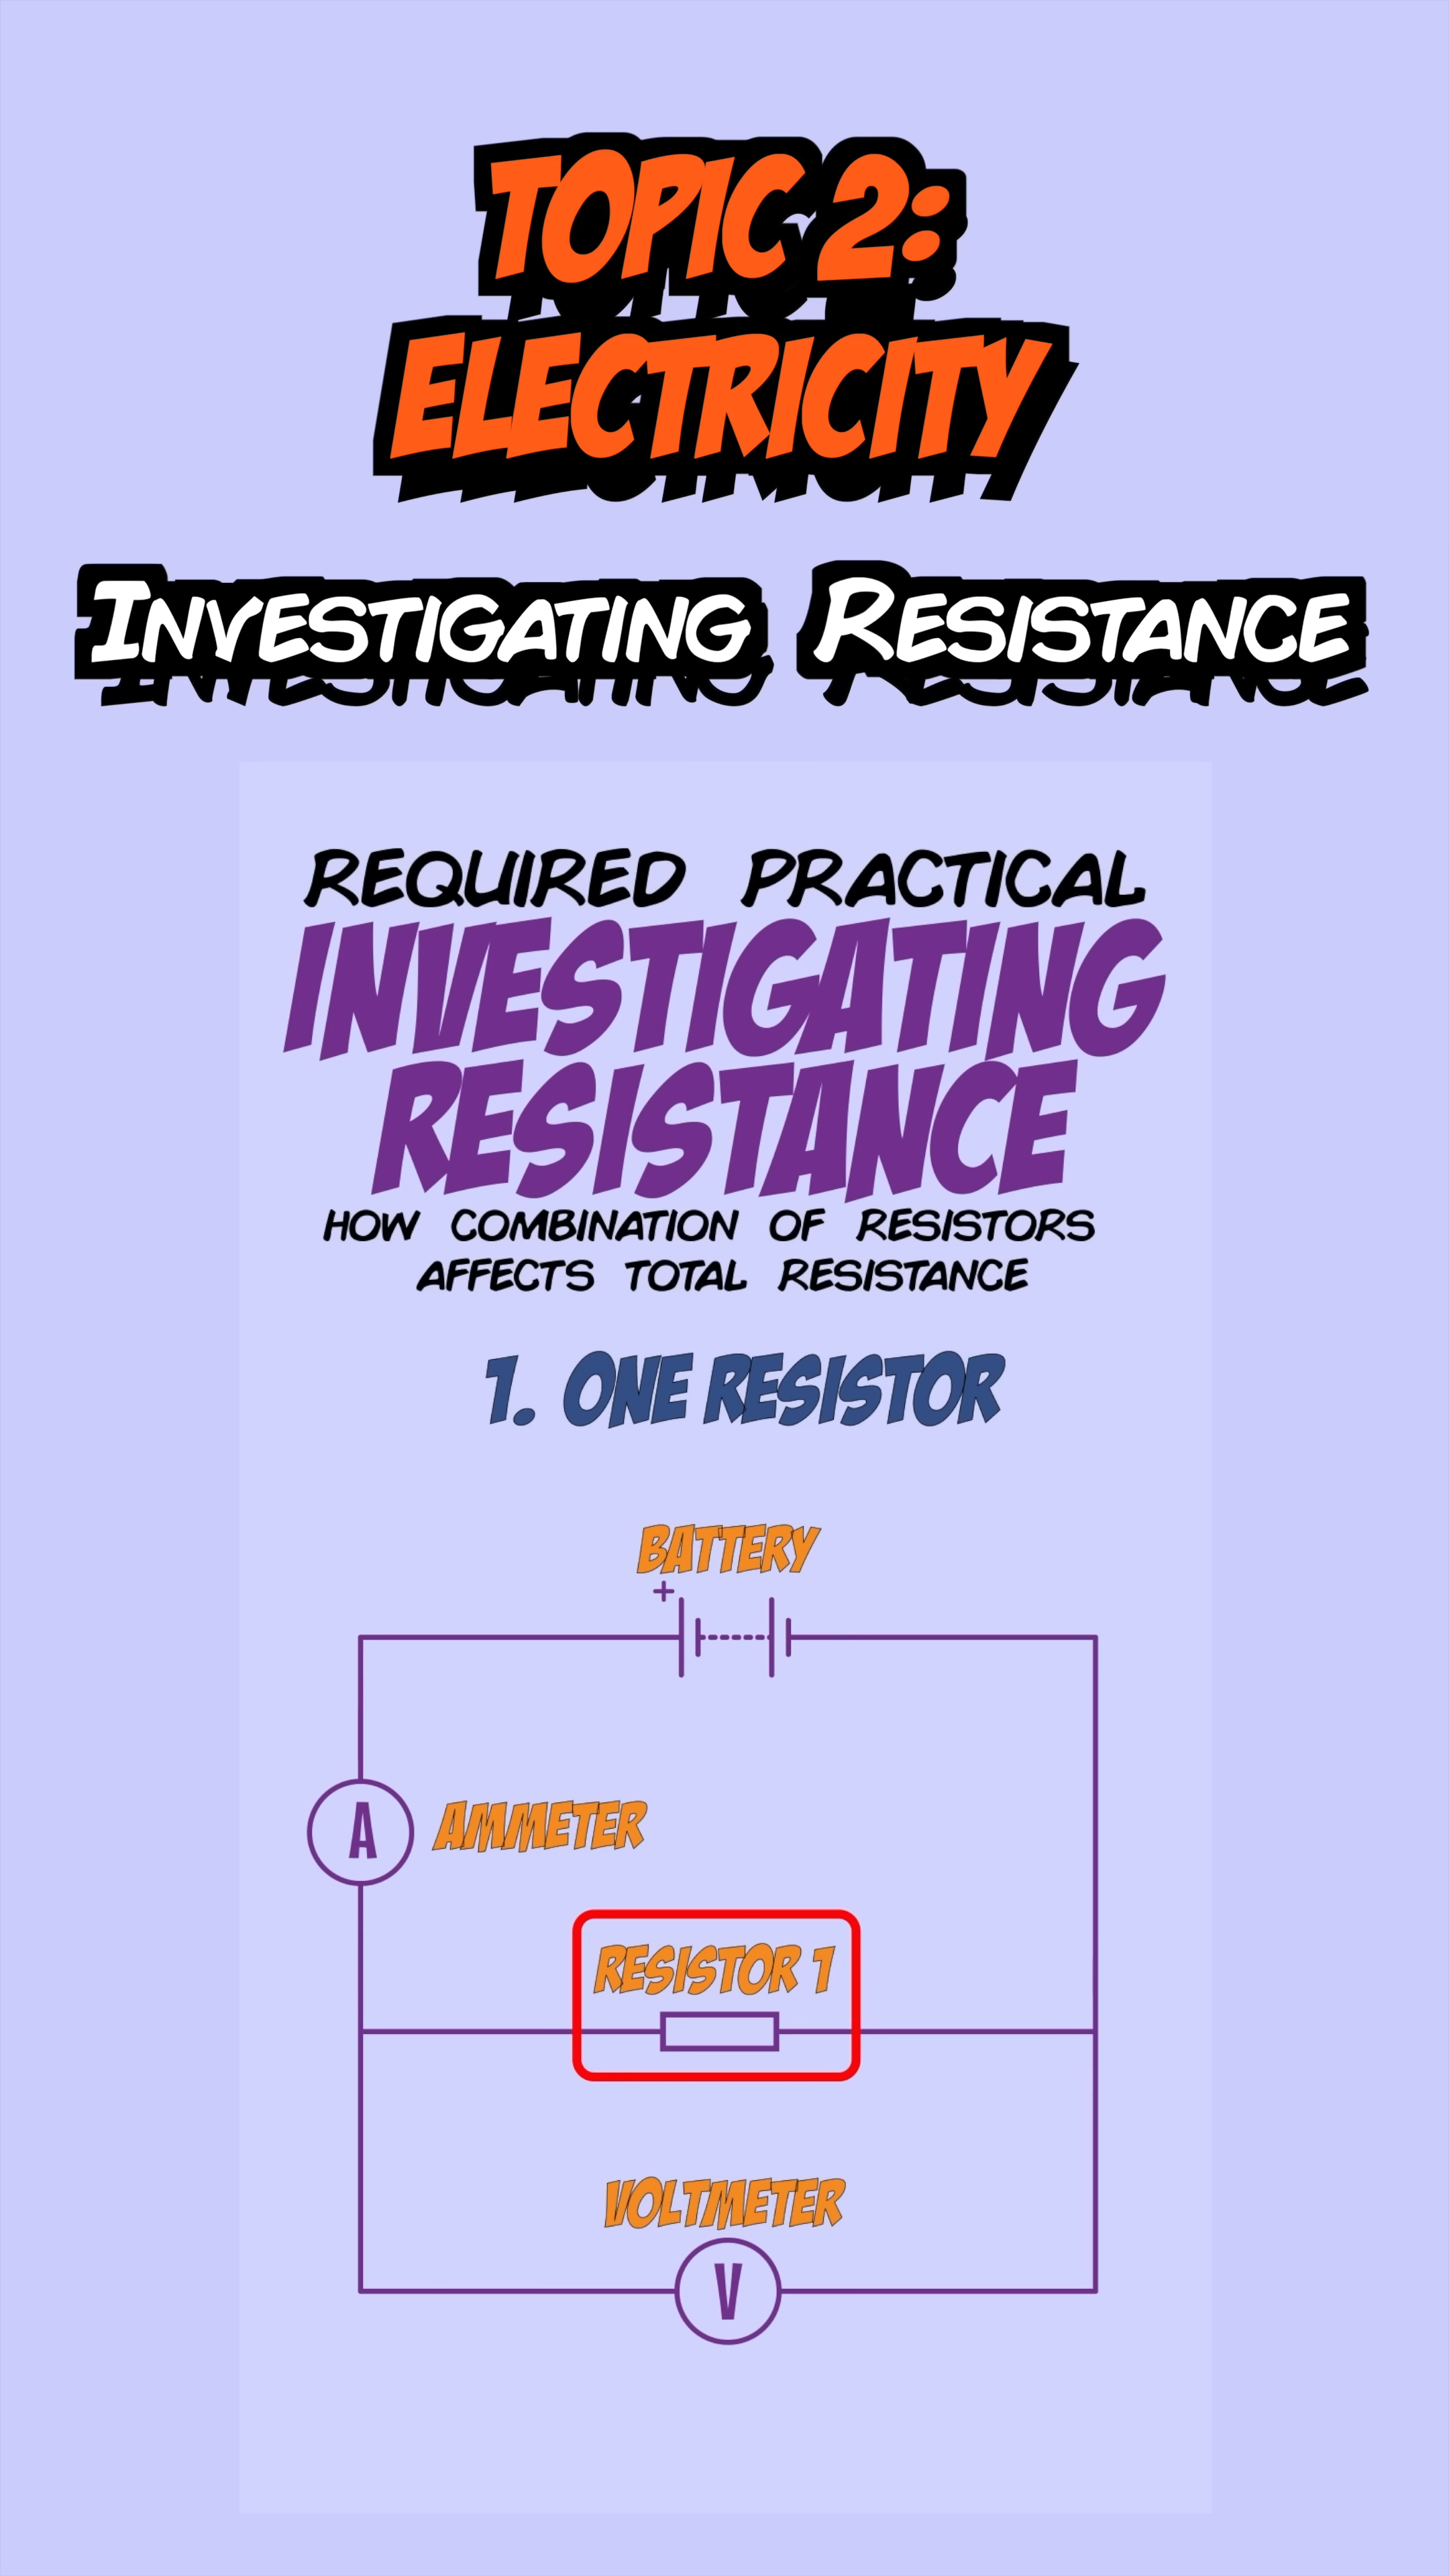 TOPIC 2:
ELECTRICITY
INVESTIGATING RESISTANCE
REQUIRED PRACTICAL
INVESTIGATING
RESISTANCE
HOW COMBINATION OF RESISTORS
AFFECTS TOTAL RESISTANCE
1. ONE RESISTOR
BATTERY
+
A AMMETER
RESISTOR 1
VOLTMETER
V